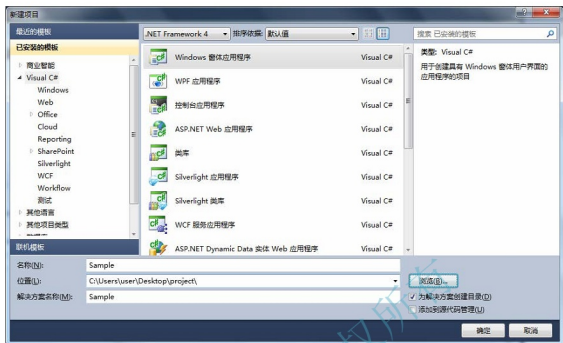 新建项目
最近的模板
.NET Framework 4
排序依据: 默认值
搜索 已安装的模板
已安装的模板
商业智能
Visual C#
Windows
Web
Office
Cloud
Reporting
SharePoint
Silverlight
WCF
Workflow
测试
其他语言
其他项目类型
联机模板
Windows 窗体应用程序 Visual C#
WPF 应用程序 Visual C#
控制台应用程序 Visual C#
ASP.NET Web 应用程序 Visual C#
类库 Visual C#
Silverlight 应用程序 Visual C#
Silverlight 类库 Visual C#
WCF 服务应用程序 Visual C#
ASP.NET Dynamic Data 实体 Web 应用程序 Visual C#
类型: Visual C#
用于创建具有 Windows 窗体用户界面的
应用程序的项目
名称(N): Sample
位置(L): C:\Users\user\Desktop\project\
浏览(B)...
解决方案名称(M): Sample
为解决方案创建目录(D)
添加到源代码管理(U)
确定 取消
权所有